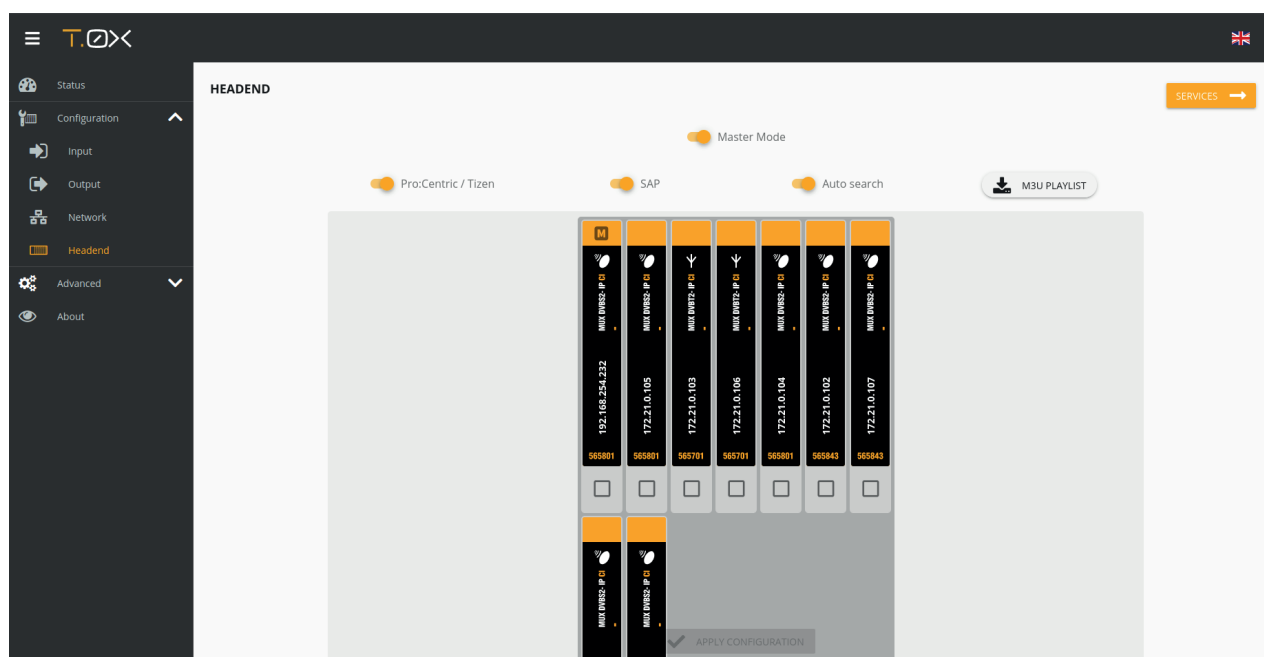 T.0X
Status
HEADEND
SERVICES
Configuration
Master Mode
Input
Output
Pro:Centric / Tizen
SAP
Auto search
M3U PLAYLIST
Network
Headend
Advanced
About
M
MUX DVBS2- IP CI
MUX DVBS2- IP CI
MUX DVBT2- IP CI
MUX DVBT2- IP CI
MUX DVBS2- IP CI
MUX DVBS2- IP CI
MUX DVBS2- IP CI
192.168.254.232
172.21.0.105
172.21.0.103
172.21.0.106
172.21.0.104
172.21.0.102
172.21.0.107
565801
565801
565701
565701
565801
565843
565843
MUX DVBS2- IP CI
MUX DVBS2- IP CI
APPLY CONFIGURATION